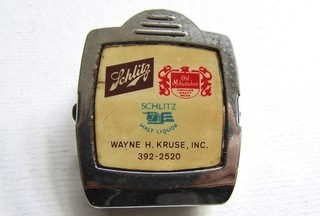 Schlitz
Old
Milwaukee
SCHLITZ
MALT LIQUOR
WAYNE H. KRUSE, INC.
392-2520